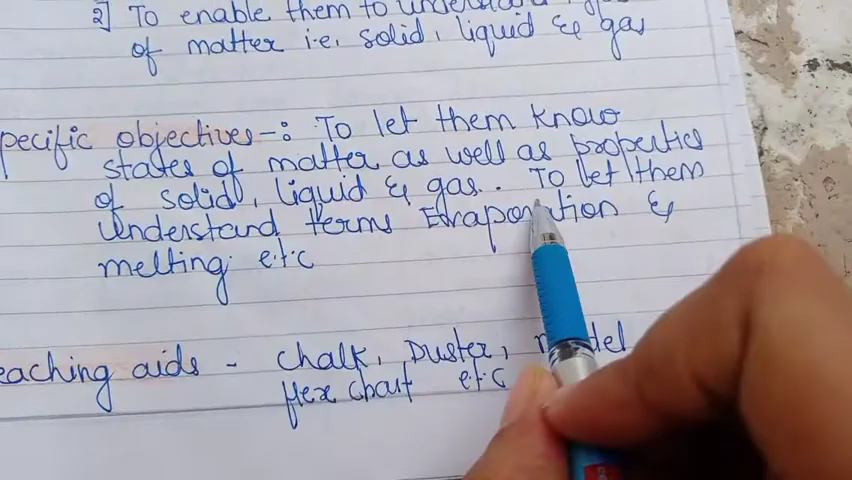 2] To enable them to understand
of matter i.e. solid, liquid & gas
pecific objectives -: To let them know
states of matter as well as properties
of solid, liquid & gas. To let them
understand terms Evaporation &
melting etc
eaching aids - chalk, Duster, model
flex chart etc